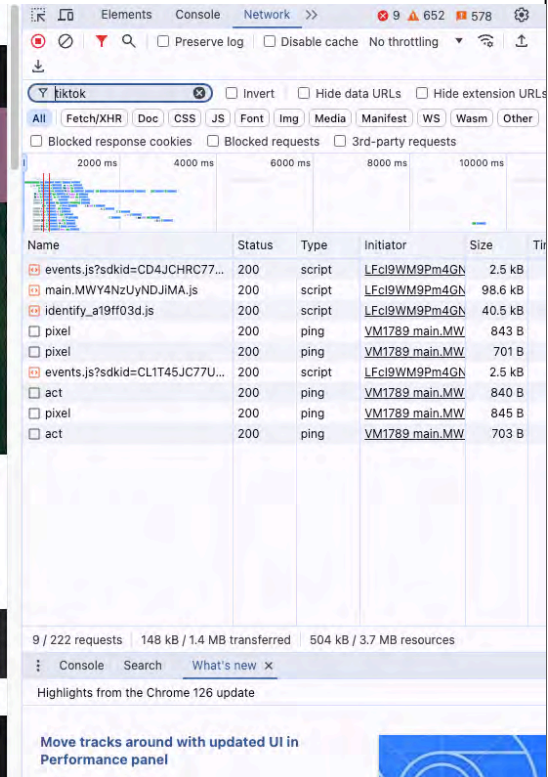 Elements Console Network 9 652 578
Preserve log Disable cache No throttling
tiktok Invert Hide data URLs Hide extension URLs
All Fetch/XHR Doc CSS JS Font Img Media Manifest WS Wasm Other
Blocked response cookies Blocked requests 3rd-party requests
2000 ms 4000 ms 6000 ms 8000 ms 10000 ms
Name Status Type Initiator Size Tir
events.js?sdkid=CD4JCHRC77... 200 script LFcI9WM9Pm4GN 2.5 kB
main.MWY4NzUyNDJiMA.js 200 script LFcI9WM9Pm4GN 98.6 kB
identify_a19ff03d.js 200 script LFcI9WM9Pm4GN 40.5 kB
pixel 200 ping VM1789 main.MW 843 B
pixel 200 ping VM1789 main.MW 701 B
events.js?sdkid=CL1T45JC77U... 200 script LFcI9WM9Pm4GN 2.5 kB
act 200 ping VM1789 main.MW 840 B
pixel 200 ping VM1789 main.MW 845 B
act 200 ping VM1789 main.MW 703 B
9 / 222 requests 148 kB / 1.4 MB transferred 504 kB / 3.7 MB resources
Console Search What's new
Highlights from the Chrome 126 update
Move tracks around with updated UI in
Performance panel